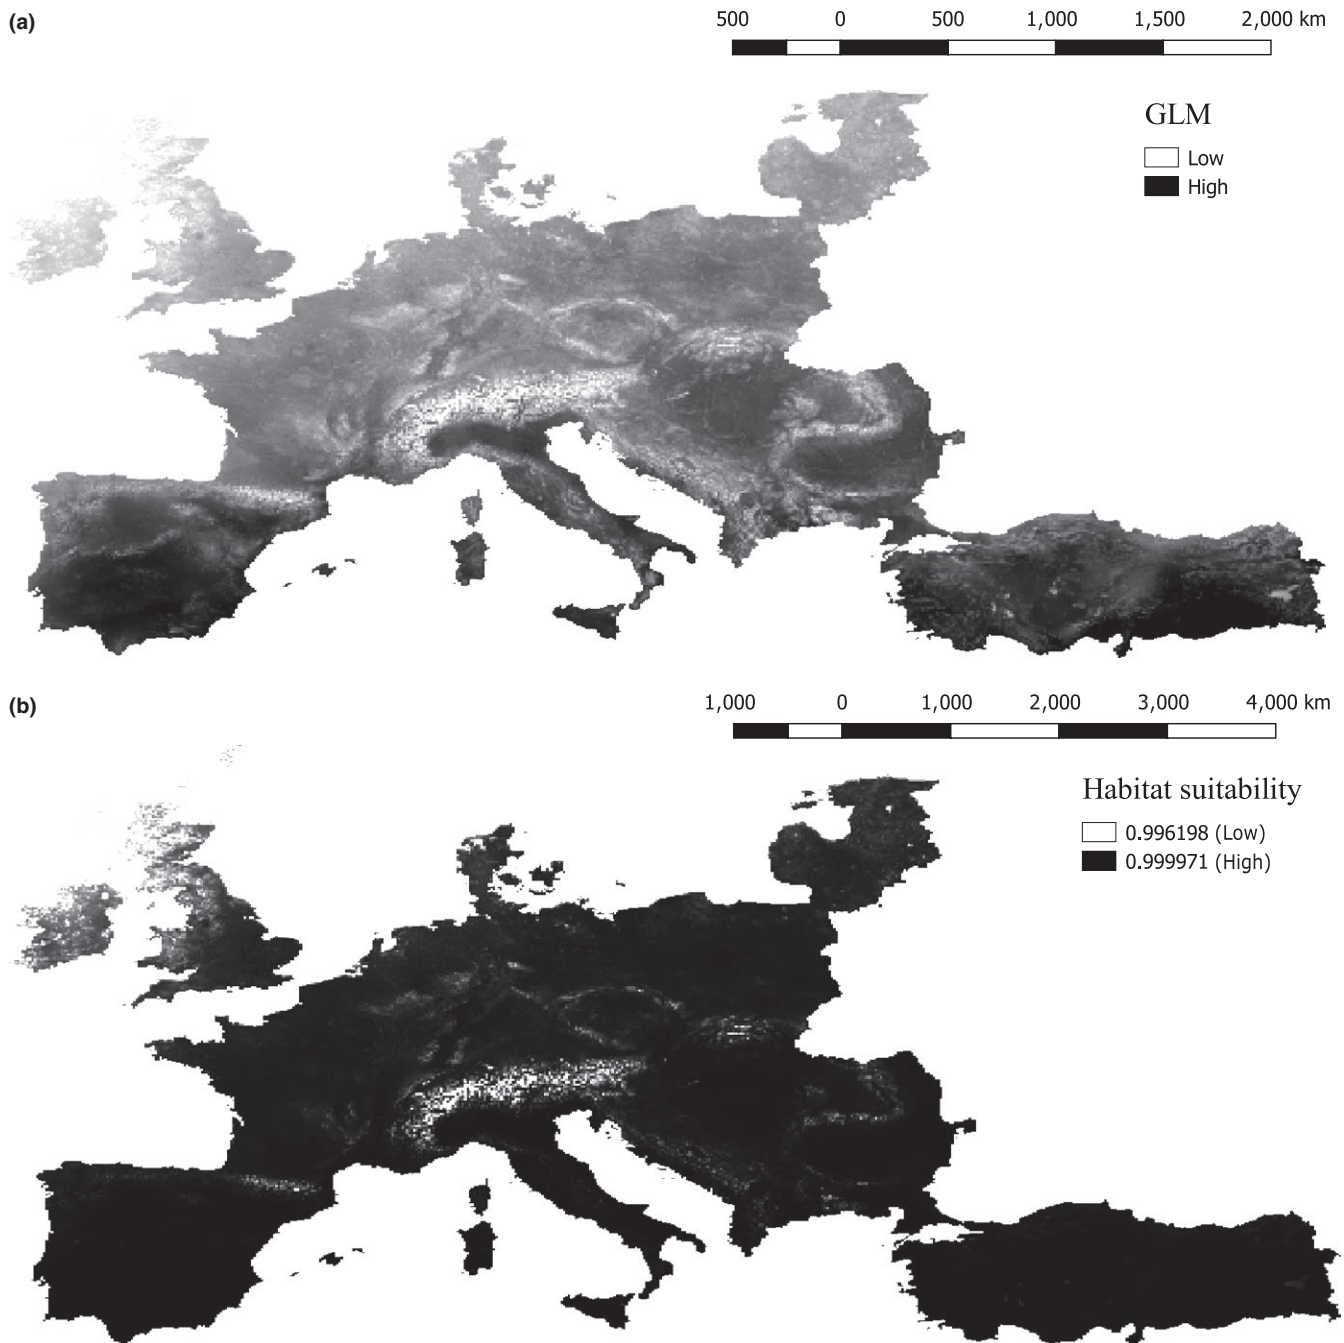 (a)
500 0 500 1,000 1,500 2,000 km
GLM
Low
High
(b)
1,000 0 1,000 2,000 3,000 4,000 km
Habitat suitability
0.996198 (Low)
0.999971 (High)